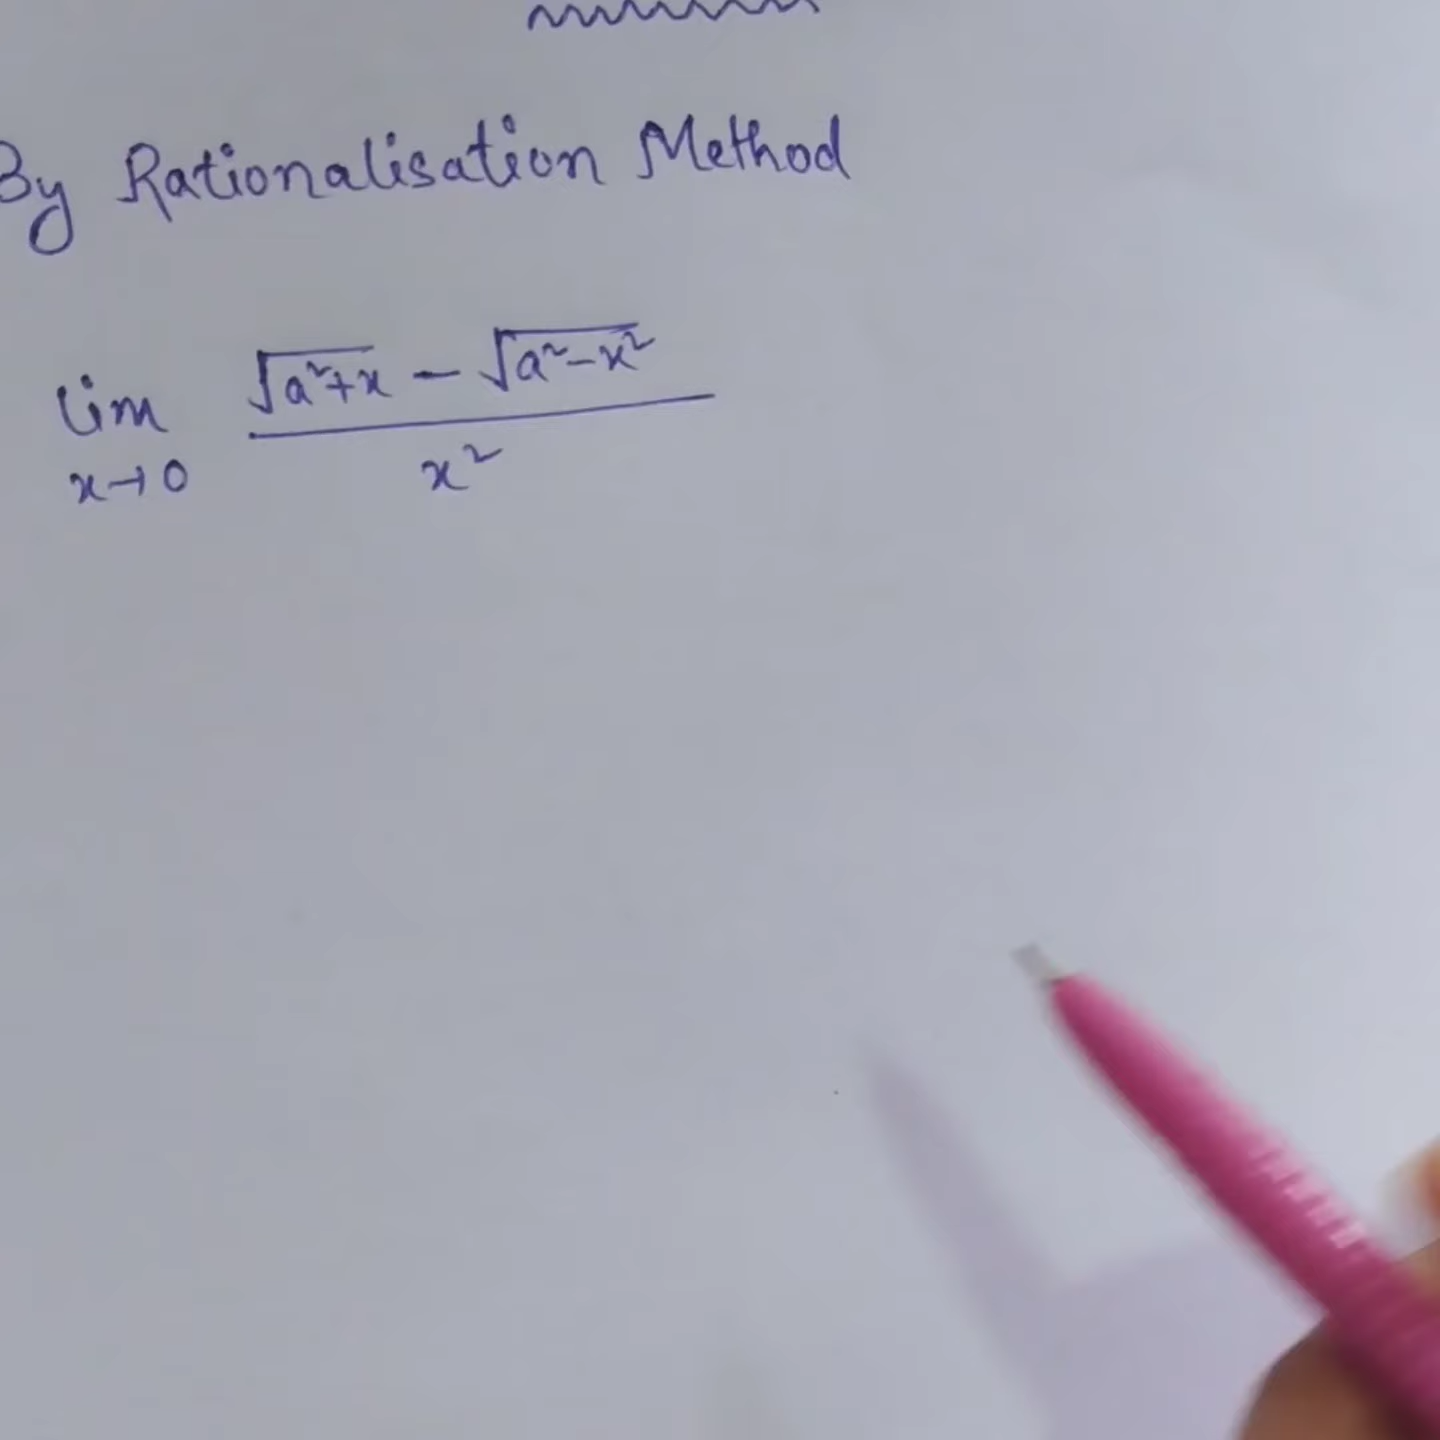 By Rationalisation Method
lim x→0 (√(a²+x) − √(a²−x²)) / x²